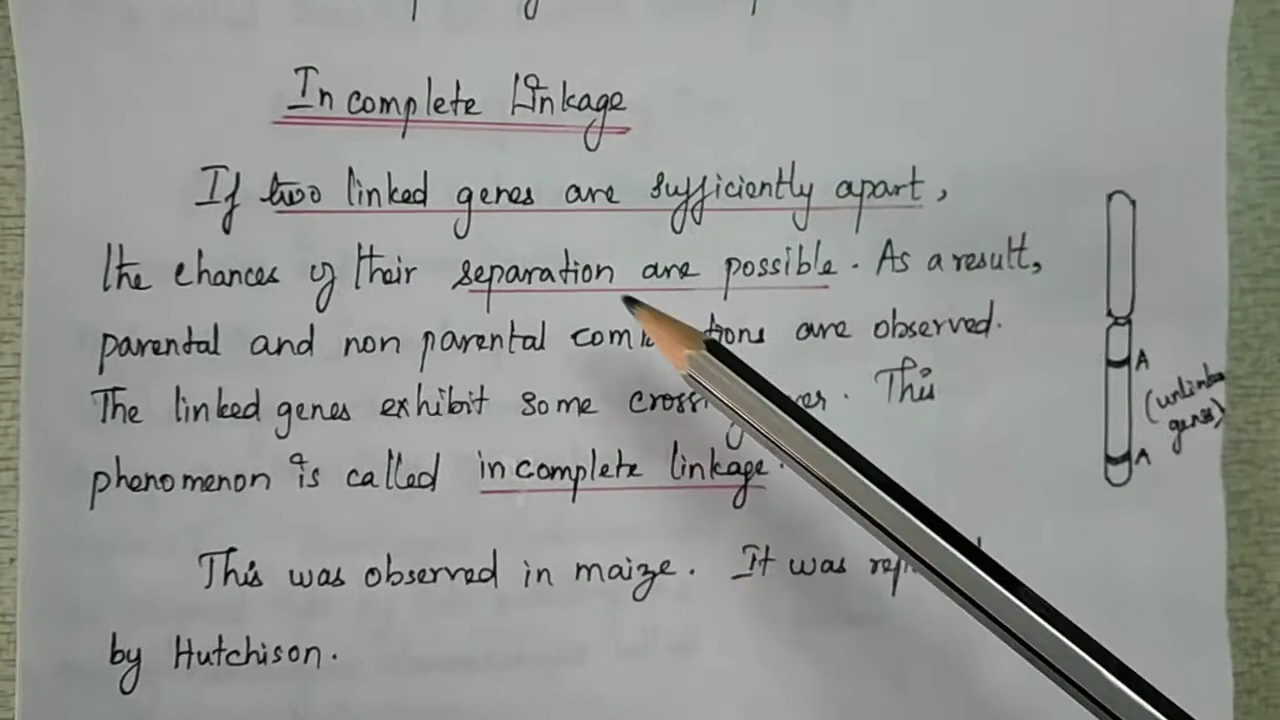 Incomplete Linkage
If two linked genes are sufficiently apart,
the chances of their separation are possible. As a result,
parental and non parental are observed.
The linked genes exhibit some This
phenomenon is called incomplete linkage.
This was observed in maize. It was
by Hutchison.
A
(unlinked
genes)
A